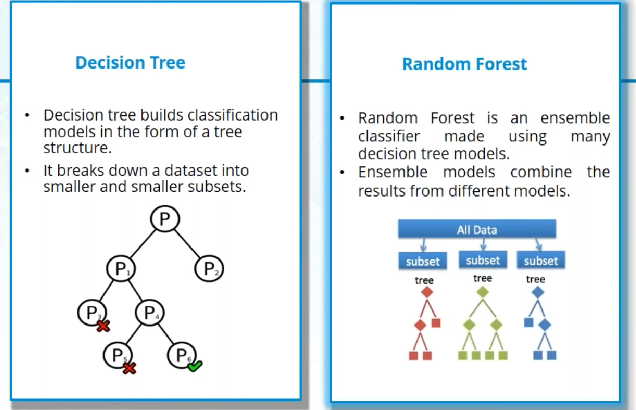 Decision Tree
• Decision tree builds classification
models in the form of a tree
structure.
• It breaks down a dataset into
smaller and smaller subsets.
P
P1
P2
P3
P4
P5
P6
Random Forest
• Random Forest is an ensemble
classifier made using many
decision tree models.
• Ensemble models combine the
results from different models.
All Data
subset subset subset
tree tree tree